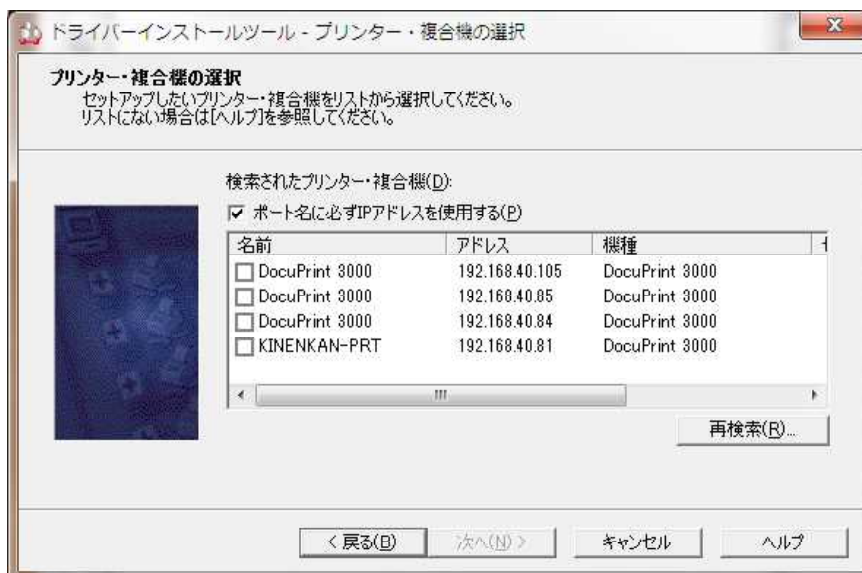 ドライバーインストールツール - プリンター・複合機の選択
プリンター・複合機の選択
セットアップしたいプリンター・複合機をリストから選択してください。
リストにない場合は[ヘルプ]を参照してください。
検索されたプリンター・複合機(D):
ポート名に必ずIPアドレスを使用する(P)
名前 アドレス 機種
DocuPrint 3000 192.168.40.105 DocuPrint 3000
DocuPrint 3000 192.168.40.85 DocuPrint 3000
DocuPrint 3000 192.168.40.84 DocuPrint 3000
KINENKAN-PRT 192.168.40.81 DocuPrint 3000
再検索(R)...
< 戻る(B) 次へ(N) > キャンセル ヘルプ